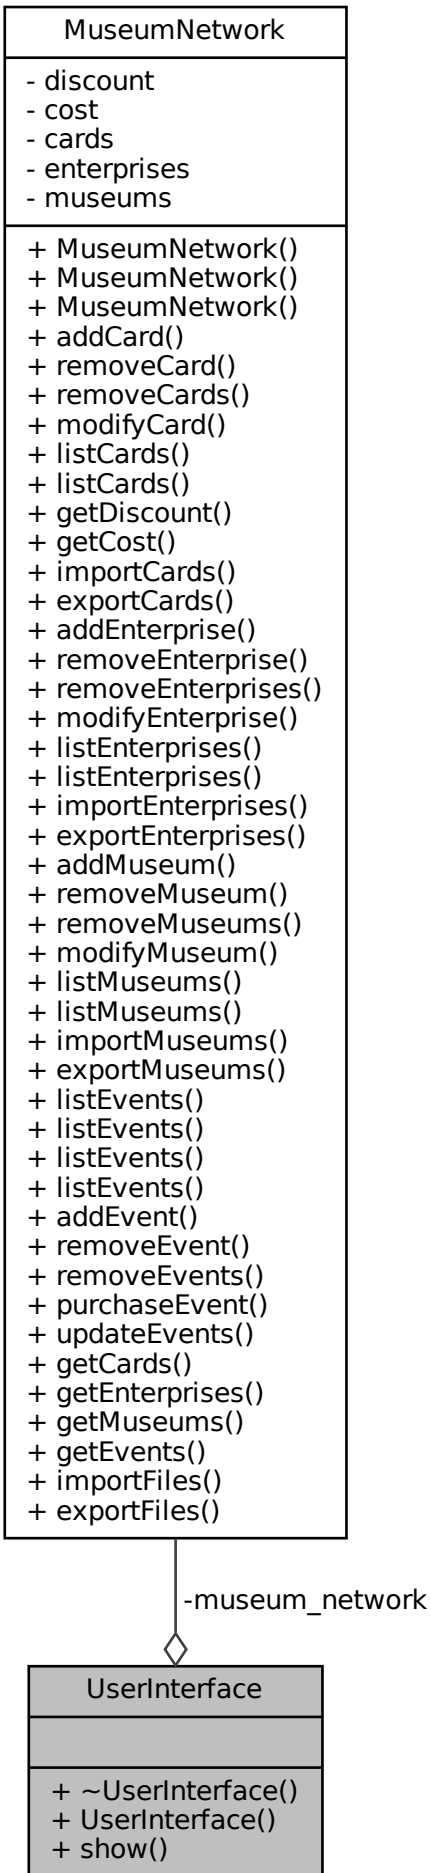 MuseumNetwork
- discount
- cost
- cards
- enterprises
- museums
+ MuseumNetwork()
+ MuseumNetwork()
+ MuseumNetwork()
+ addCard()
+ removeCard()
+ removeCards()
+ modifyCard()
+ listCards()
+ listCards()
+ getDiscount()
+ getCost()
+ importCards()
+ exportCards()
+ addEnterprise()
+ removeEnterprise()
+ removeEnterprises()
+ modifyEnterprise()
+ listEnterprises()
+ listEnterprises()
+ importEnterprises()
+ exportEnterprises()
+ addMuseum()
+ removeMuseum()
+ removeMuseums()
+ modifyMuseum()
+ listMuseums()
+ listMuseums()
+ importMuseums()
+ exportMuseums()
+ listEvents()
+ listEvents()
+ listEvents()
+ listEvents()
+ addEvent()
+ removeEvent()
+ removeEvents()
+ purchaseEvent()
+ updateEvents()
+ getCards()
+ getEnterprises()
+ getMuseums()
+ getEvents()
+ importFiles()
+ exportFiles()
-museum_network
UserInterface
+ ~UserInterface()
+ UserInterface()
+ show()